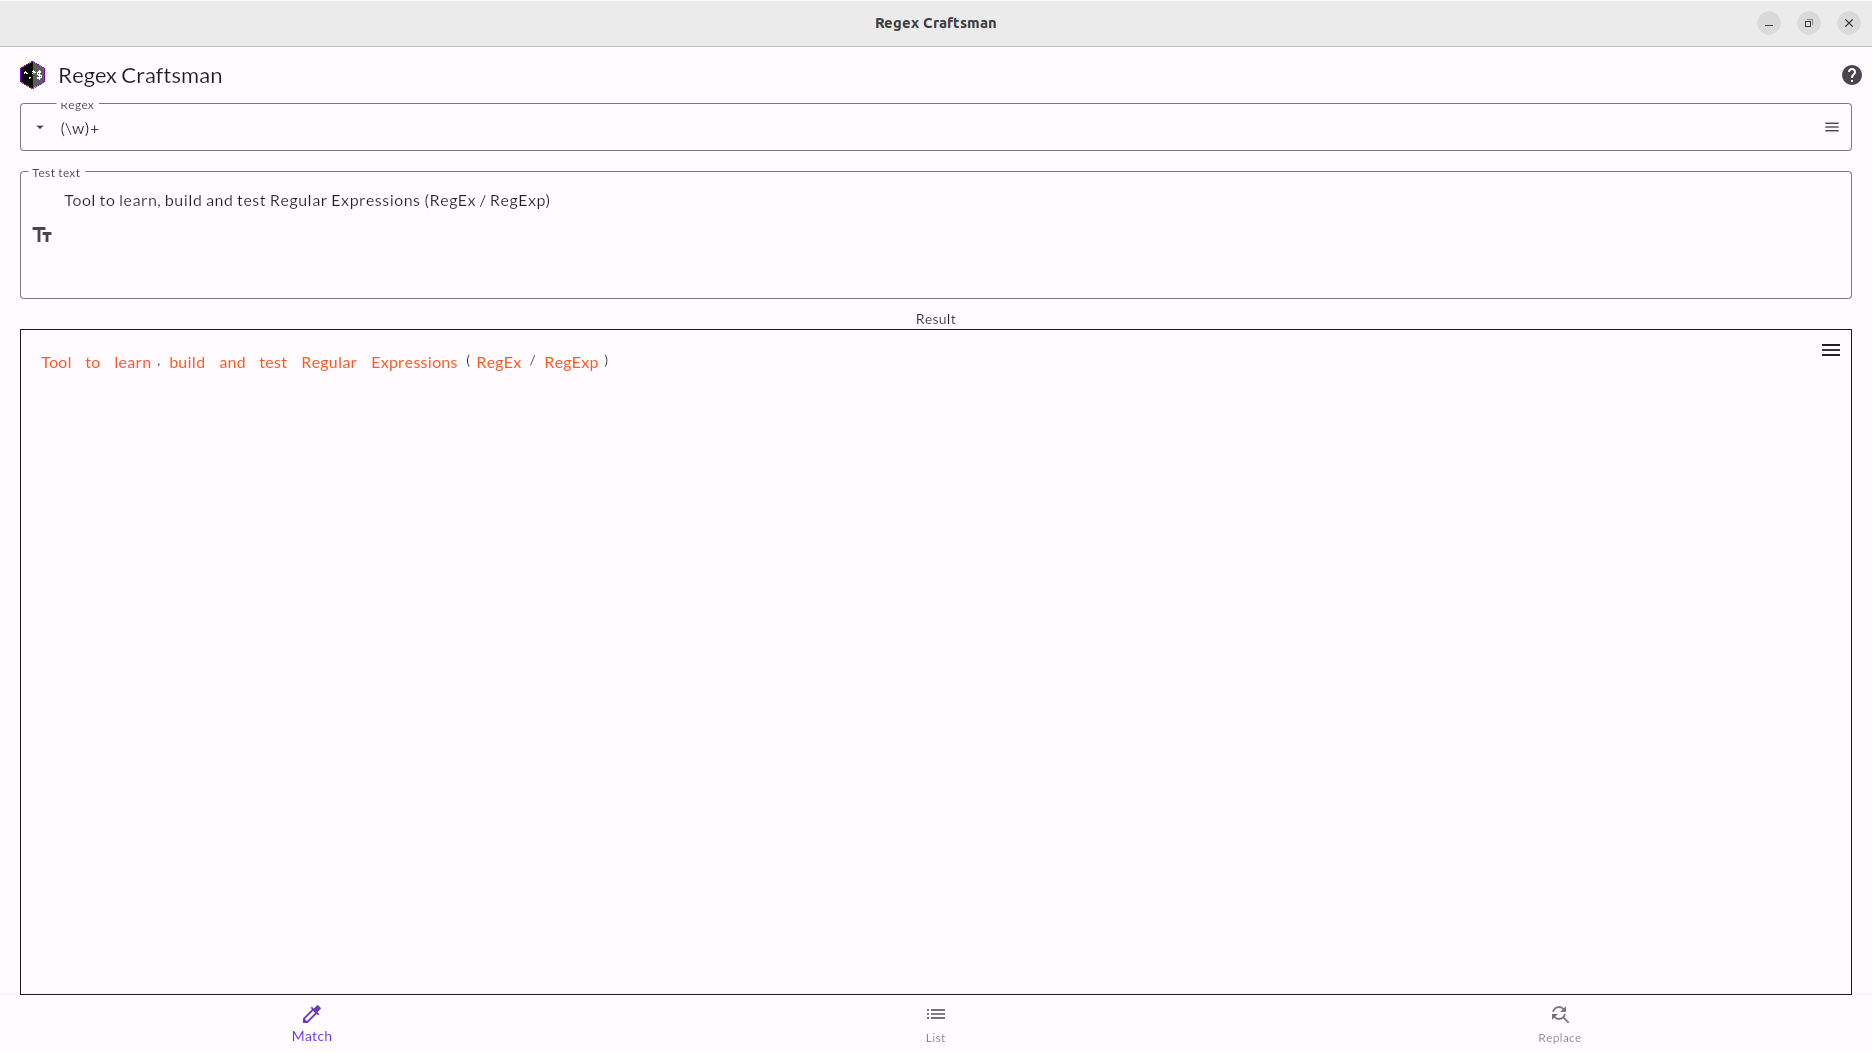 Regex Craftsman
Regex Craftsman
Regex
(\w)+
Test text
Tool to learn, build and test Regular Expressions (RegEx / RegExp)
Result
Tool to learn , build and test Regular Expressions ( RegEx / RegExp )
Match
List
Replace